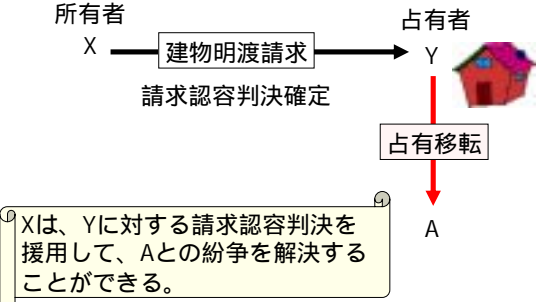 所有者
占有者
X
建物明渡請求
Y
請求認容判決確定
占有移転
A
Xは、Yに対する請求認容判決を
援用して、Aとの紛争を解決する
ことができる。